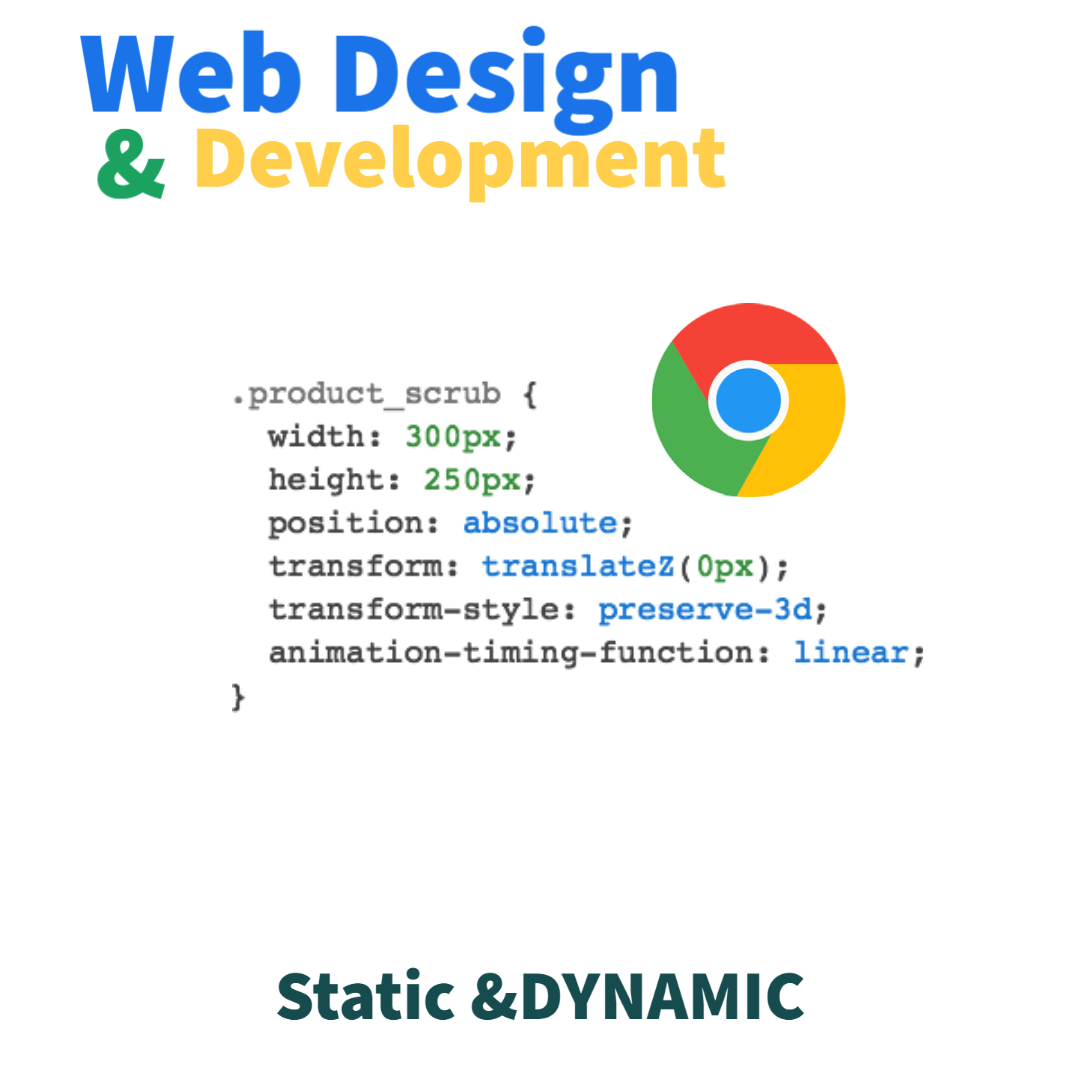 Web Design
& Development
.product_scrub {
width: 300px;
height: 250px;
position: absolute;
transform: translateZ(0px);
transform-style: preserve-3d;
animation-timing-function: linear;
}
Static &DYNAMIC